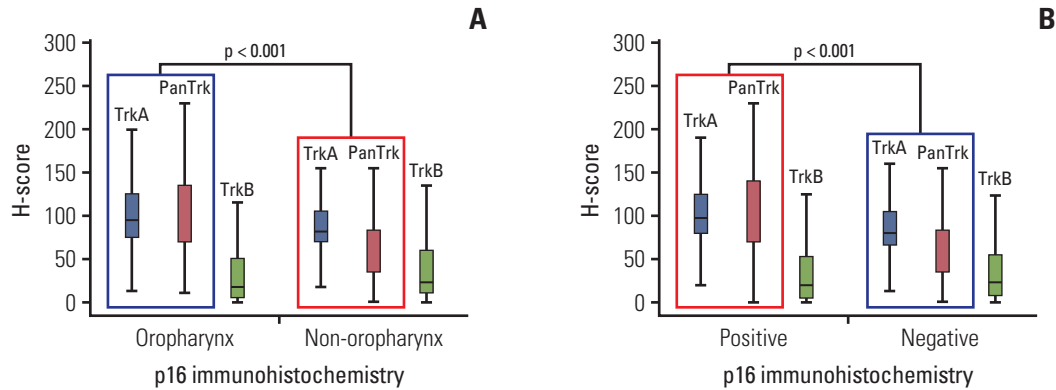 A
300
250
200
150
100
50
0
H-score
p < 0.001
TrkA
PanTrk
TrkB
TrkA
PanTrk
TrkB
Oropharynx
Non-oropharynx
p16 immunohistochemistry
B
300
250
200
150
100
50
0
H-score
p < 0.001
TrkA
PanTrk
TrkB
TrkA
PanTrk
TrkB
Positive
Negative
p16 immunohistochemistry